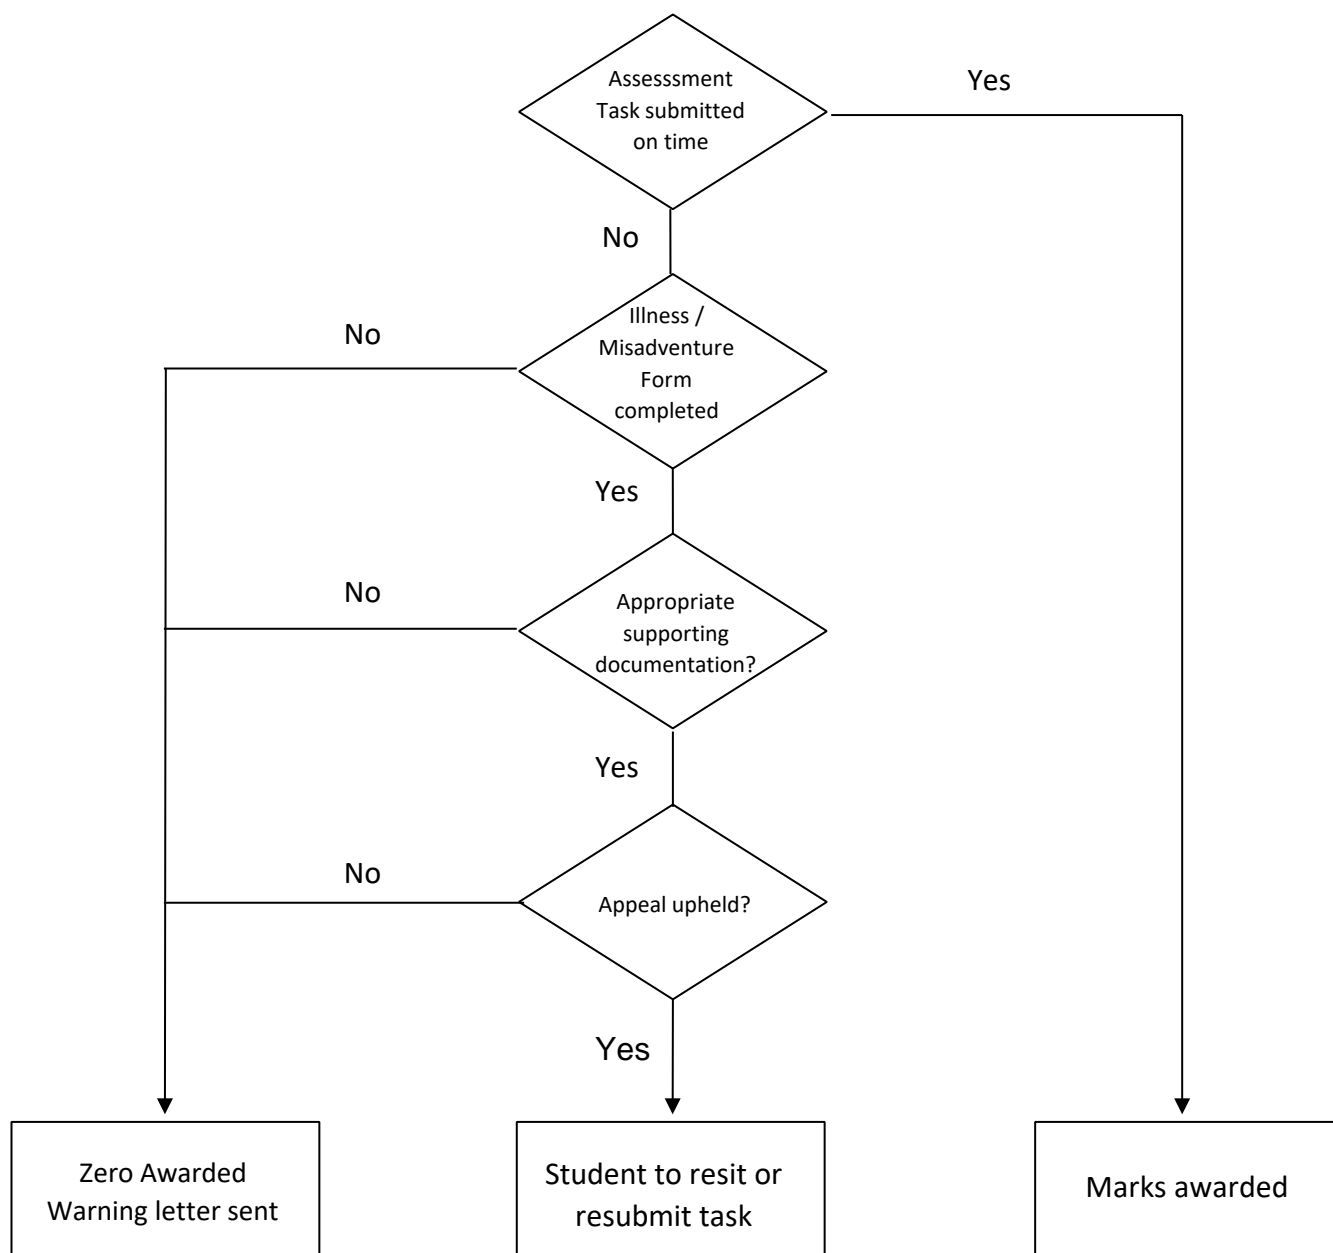 Assesssment
Task submitted
on time
Yes
No
Illness /
Misadventure
Form
completed
No
Yes
Appropriate
supporting
documentation?
No
Yes
Appeal upheld?
No
Yes
Zero Awarded
Warning letter sent
Student to resit or
resubmit task
Marks awarded